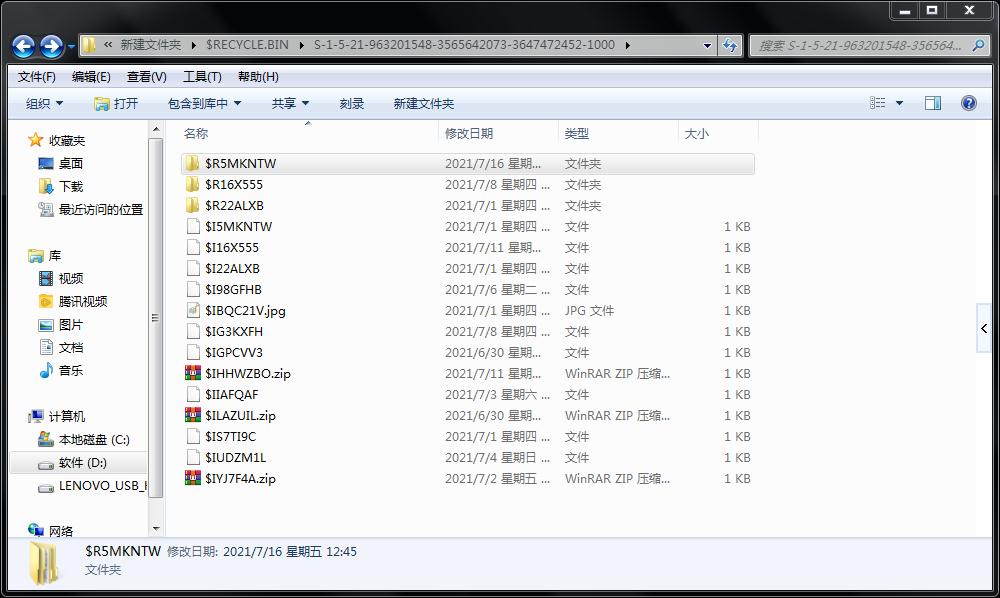 « 新建文件夹 ▸ $RECYCLE.BIN ▸ S-1-5-21-963201548-3565642073-3647472452-1000 ▸ 搜索 S-1-5-21-963201548-356564...
文件(F) 编辑(E) 查看(V) 工具(T) 帮助(H)
组织 打开 包含到库中 共享 刻录 新建文件夹
收藏夹
桌面
下载
最近访问的位置
库
视频
腾讯视频
图片
文档
音乐
计算机
本地磁盘 (C:)
软件 (D:)
LENOVO_USB_H
网络
名称 修改日期 类型 大小
$R5MKNTW 2021/7/16 星期... 文件夹
$R16X555 2021/7/8 星期四 ... 文件夹
$R22ALXB 2021/7/1 星期四 ... 文件夹
$I5MKNTW 2021/7/1 星期四 ... 文件 1 KB
$I16X555 2021/7/11 星期... 文件 1 KB
$I22ALXB 2021/7/1 星期四 ... 文件 1 KB
$I98GFHB 2021/7/6 星期二 ... 文件 1 KB
$IBQC21V.jpg 2021/7/1 星期四 ... JPG 文件 1 KB
$IG3KXFH 2021/7/8 星期四 ... 文件 1 KB
$IGPCVV3 2021/6/30 星期... 文件 1 KB
$IHHWZBO.zip 2021/7/11 星期... WinRAR ZIP 压缩... 1 KB
$IIAFQAF 2021/7/3 星期六 ... 文件 1 KB
$ILAZUIL.zip 2021/6/30 星期... WinRAR ZIP 压缩... 1 KB
$IS7TI9C 2021/7/1 星期四 ... 文件 1 KB
$IUDZM1L 2021/7/4 星期日 ... 文件 1 KB
$IYJ7F4A.zip 2021/7/2 星期五 ... WinRAR ZIP 压缩... 1 KB
$R5MKNTW 修改日期: 2021/7/16 星期五 12:45
文件夹